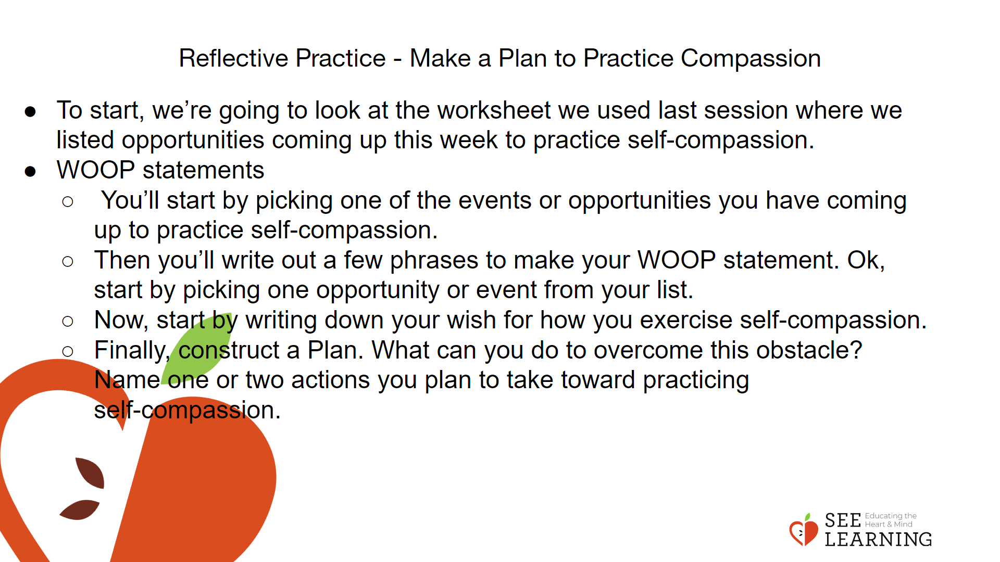 Reflective Practice - Make a Plan to Practice Compassion
● To start, we’re going to look at the worksheet we used last session where we
listed opportunities coming up this week to practice self-compassion.
● WOOP statements
○ You’ll start by picking one of the events or opportunities you have coming
up to practice self-compassion.
○ Then you’ll write out a few phrases to make your WOOP statement. Ok,
start by picking one opportunity or event from your list.
○ Now, start by writing down your wish for how you exercise self-compassion.
○ Finally, construct a Plan. What can you do to overcome this obstacle?
Name one or two actions you plan to take toward practicing
self-compassion.
SEE Educating the
Heart & Mind
LEARNING